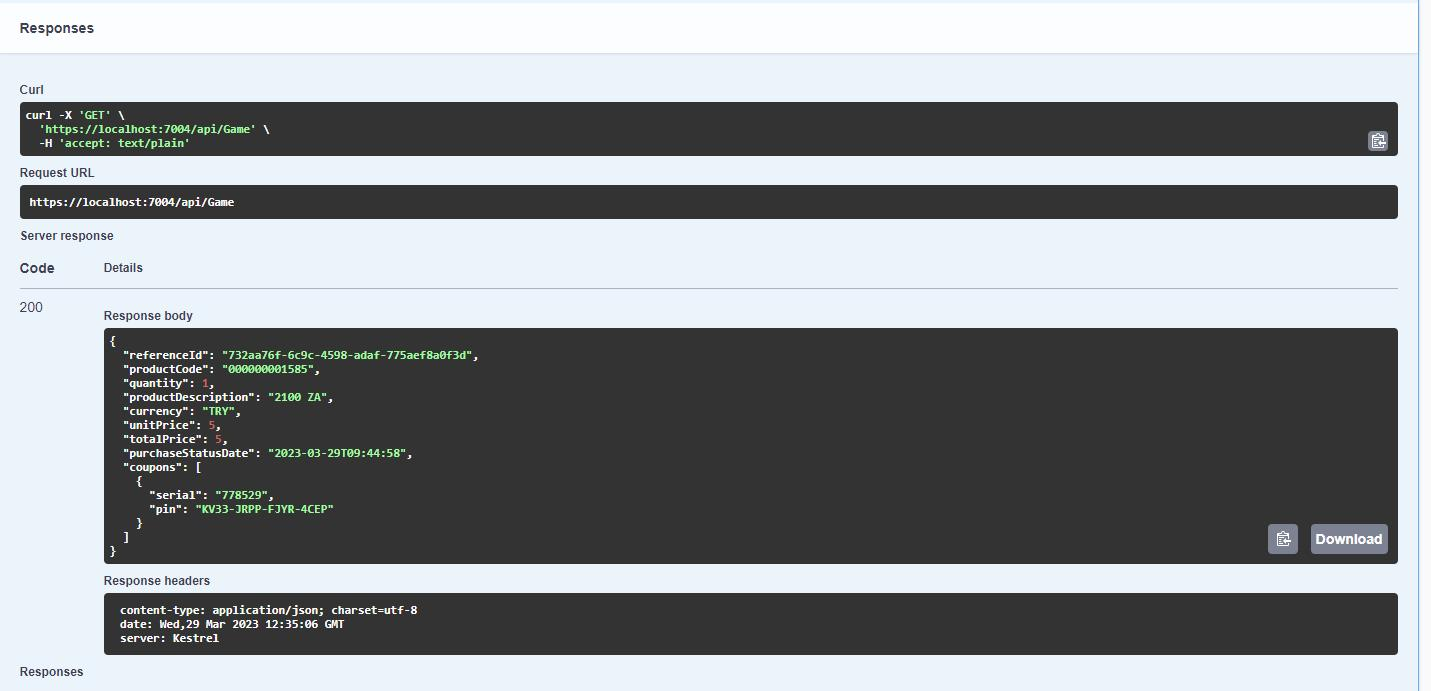 Responses
Curl
curl -X 'GET' \
  'https://localhost:7004/api/Game' \
  -H 'accept: text/plain'
Request URL
https://localhost:7004/api/Game
Server response
Code Details
200
Response body
{
  "referenceId": "732aa76f-6c9c-4598-adaf-775aef8a0f3d",
  "productCode": "000000001585",
  "quantity": 1,
  "productDescription": "2100 ZA",
  "currency": "TRY",
  "unitPrice": 5,
  "totalPrice": 5,
  "purchaseStatusDate": "2023-03-29T09:44:58",
  "coupons": [
    {
      "serial": "778529",
      "pin": "KV33-JRPP-FJYR-4CEP"
    }
  ]
}
Download
Response headers
content-type: application/json; charset=utf-8
date: Wed,29 Mar 2023 12:35:06 GMT
server: Kestrel
Responses